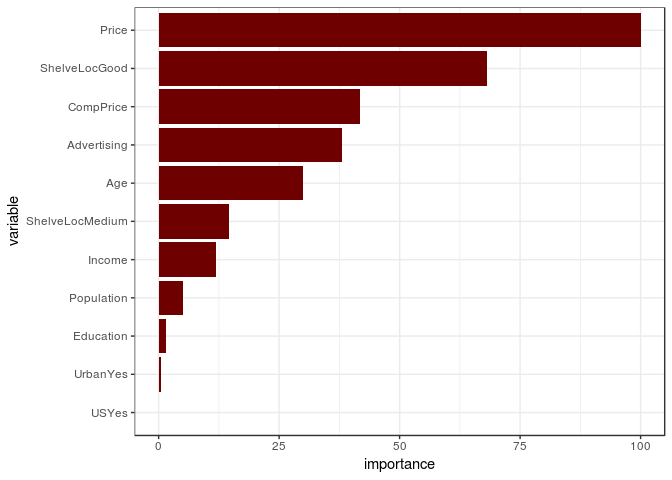 Price
ShelveLocGood
CompPrice
Advertising
Age
ShelveLocMedium
Income
Population
Education
UrbanYes
USYes
variable
0 25 50 75 100
importance